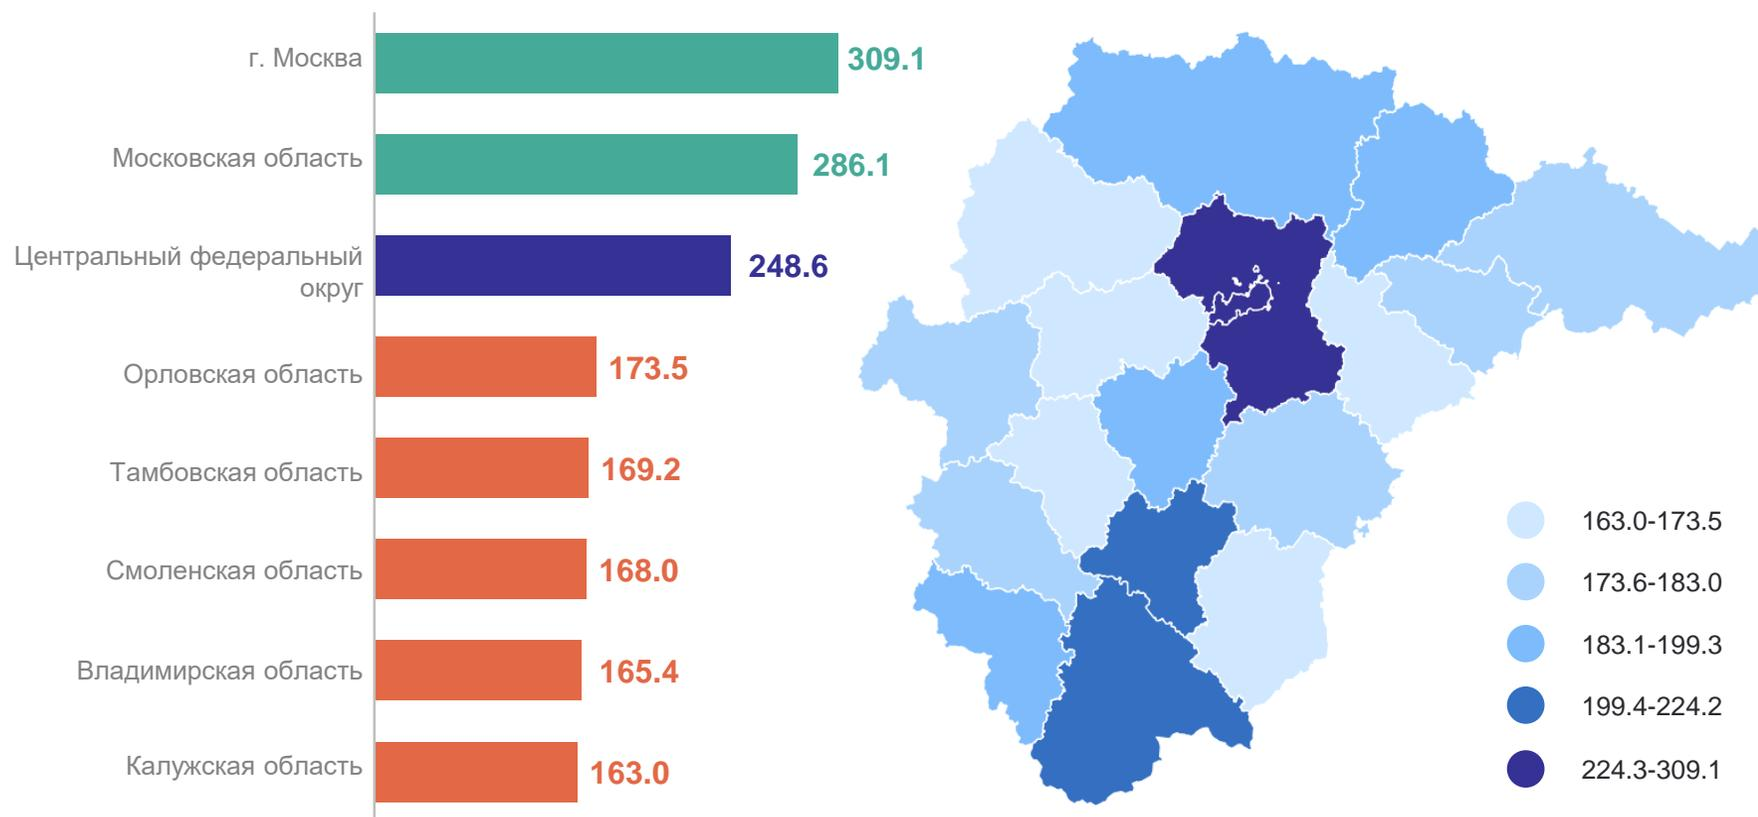 г. Москва
309.1
Московская область
286.1
Центральный федеральный
округ
248.6
Орловская область
173.5
Тамбовская область
169.2
Смоленская область
168.0
Владимирская область
165.4
Калужская область
163.0
163.0-173.5
173.6-183.0
183.1-199.3
199.4-224.2
224.3-309.1